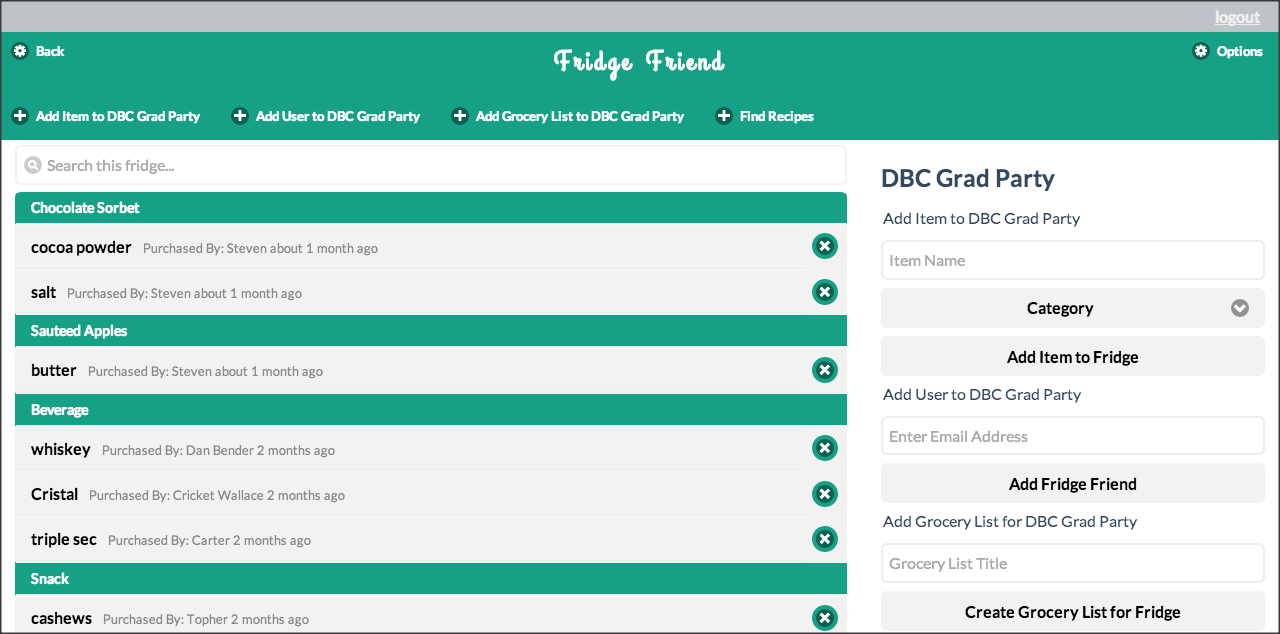 logout
Back
Fridge Friend
Options
Add Item to DBC Grad Party
Add User to DBC Grad Party
Add Grocery List to DBC Grad Party
Find Recipes
Search this fridge...
Chocolate Sorbet
cocoa powder Purchased By: Steven about 1 month ago
salt Purchased By: Steven about 1 month ago
Sauteed Apples
butter Purchased By: Steven about 1 month ago
Beverage
whiskey Purchased By: Dan Bender 2 months ago
Cristal Purchased By: Cricket Wallace 2 months ago
triple sec Purchased By: Carter 2 months ago
Snack
cashews Purchased By: Topher 2 months ago
DBC Grad Party
Add Item to DBC Grad Party
Item Name
Category
Add Item to Fridge
Add User to DBC Grad Party
Enter Email Address
Add Fridge Friend
Add Grocery List for DBC Grad Party
Grocery List Title
Create Grocery List for Fridge